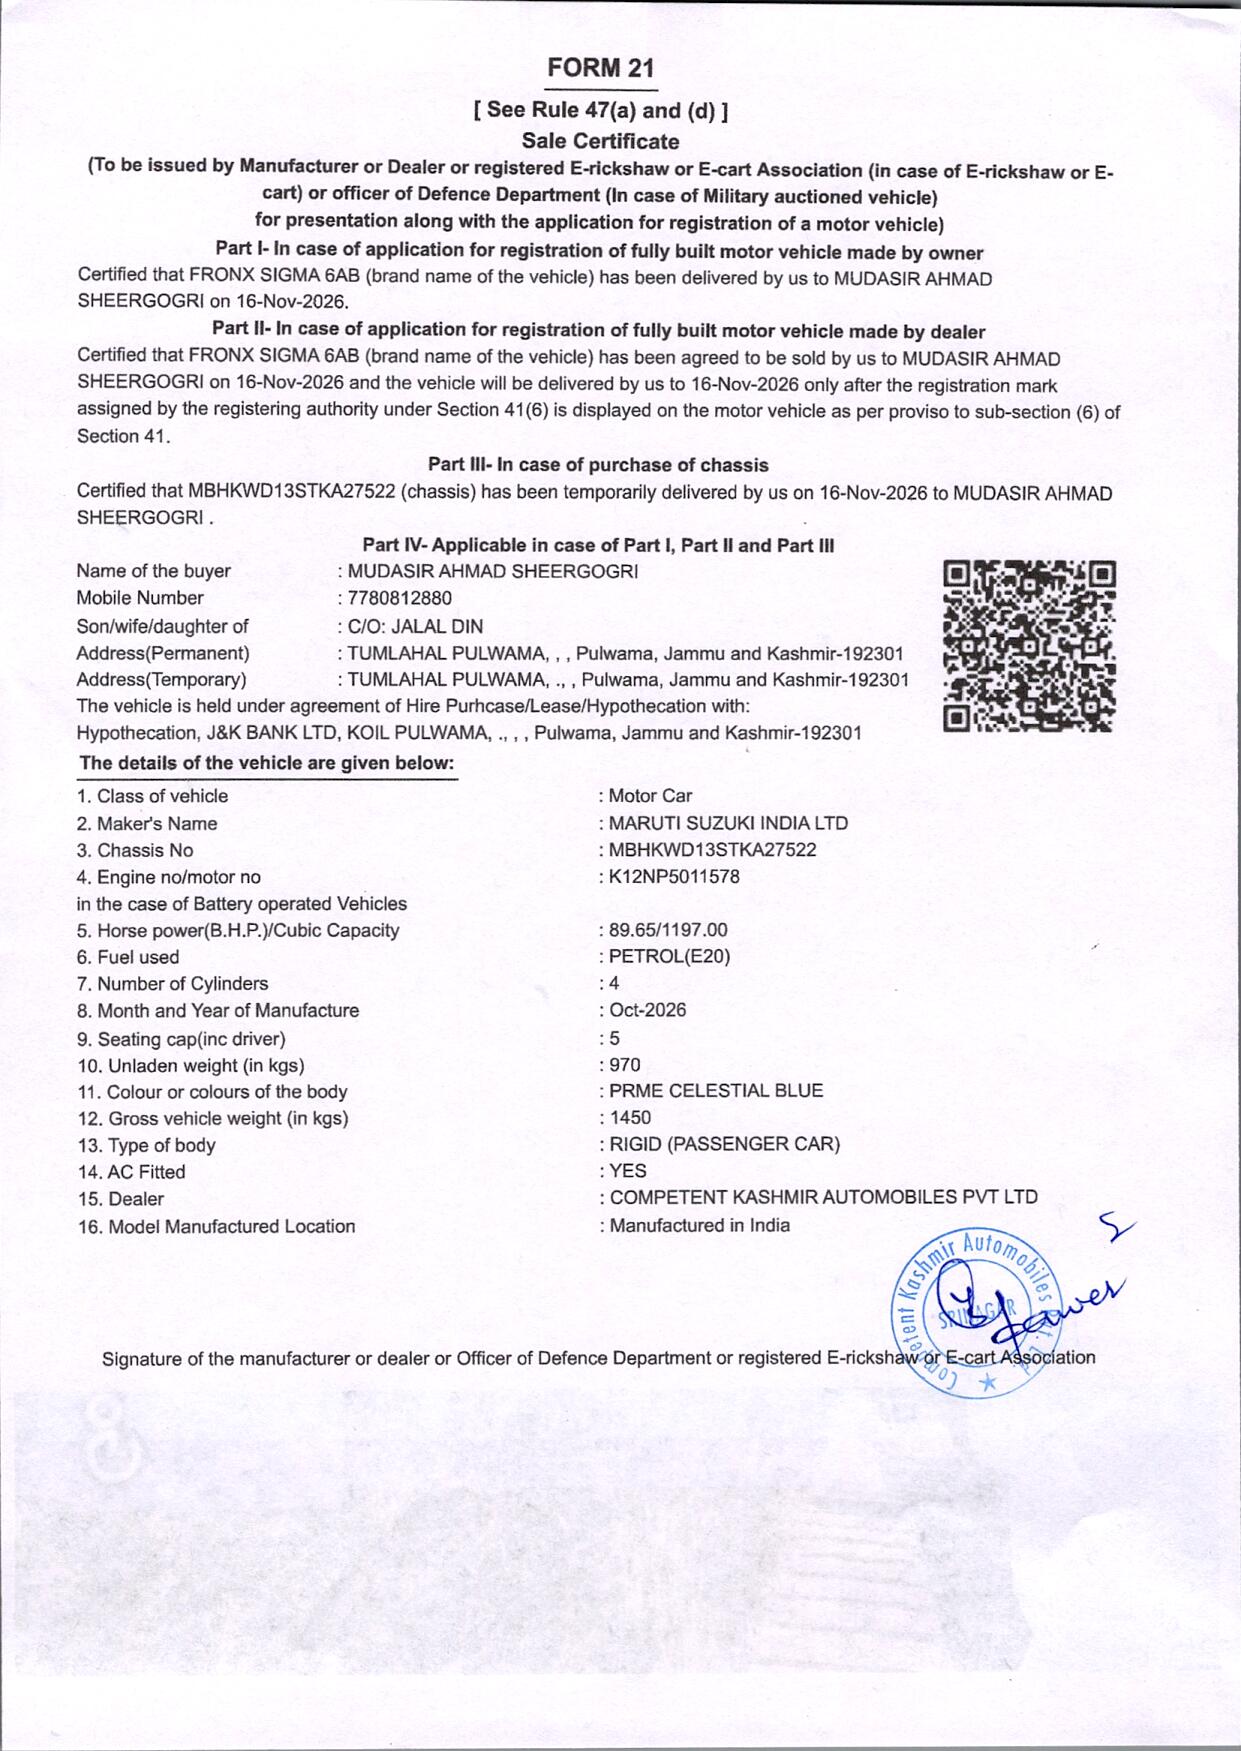 FORM 21
[ See Rule 47(a) and (d) ]
Sale Certificate
(To be issued by Manufacturer or Dealer or registered E-rickshaw or E-cart Association (in case of E-rickshaw or E-
cart) or officer of Defence Department (In case of Military auctioned vehicle)
for presentation along with the application for registration of a motor vehicle)
Part I- In case of application for registration of fully built motor vehicle made by owner
Certified that FRONX SIGMA 6AB (brand name of the vehicle) has been delivered by us to MUDASIR AHMAD
SHEERGOGRI on 16-Nov-2026.
Part II- In case of application for registration of fully built motor vehicle made by dealer
Certified that FRONX SIGMA 6AB (brand name of the vehicle) has been agreed to be sold by us to MUDASIR AHMAD
SHEERGOGRI on 16-Nov-2026 and the vehicle will be delivered by us to 16-Nov-2026 only after the registration mark
assigned by the registering authority under Section 41(6) is displayed on the motor vehicle as per proviso to sub-section (6) of
Section 41.
Part III- In case of purchase of chassis
Certified that MBHKWD13STKA27522 (chassis) has been temporarily delivered by us on 16-Nov-2026 to MUDASIR AHMAD
SHEERGOGRI .
Part IV- Applicable in case of Part I, Part II and Part III
Name of the buyer : MUDASIR AHMAD SHEERGOGRI
Mobile Number : 7780812880
Son/wife/daughter of : C/O: JALAL DIN
Address(Permanent) : TUMLAHAL PULWAMA, , , Pulwama, Jammu and Kashmir-192301
Address(Temporary) : TUMLAHAL PULWAMA, ., , Pulwama, Jammu and Kashmir-192301
The vehicle is held under agreement of Hire Purhcase/Lease/Hypothecation with:
Hypothecation, J&K BANK LTD, KOIL PULWAMA, ., , , Pulwama, Jammu and Kashmir-192301
The details of the vehicle are given below:
1. Class of vehicle : Motor Car
2. Maker's Name : MARUTI SUZUKI INDIA LTD
3. Chassis No : MBHKWD13STKA27522
4. Engine no/motor no : K12NP5011578
in the case of Battery operated Vehicles
5. Horse power(B.H.P.)/Cubic Capacity : 89.65/1197.00
6. Fuel used : PETROL(E20)
7. Number of Cylinders : 4
8. Month and Year of Manufacture : Oct-2026
9. Seating cap(inc driver) : 5
10. Unladen weight (in kgs) : 970
11. Colour or colours of the body : PRME CELESTIAL BLUE
12. Gross vehicle weight (in kgs) : 1450
13. Type of body : RIGID (PASSENGER CAR)
14. AC Fitted : YES
15. Dealer : COMPETENT KASHMIR AUTOMOBILES PVT LTD
16. Model Manufactured Location : Manufactured in India
Competent Kashmir Automobiles Pvt. Ltd.
SRINAGAR
Signature of the manufacturer or dealer or Officer of Defence Department or registered E-rickshaw or E-cart Association